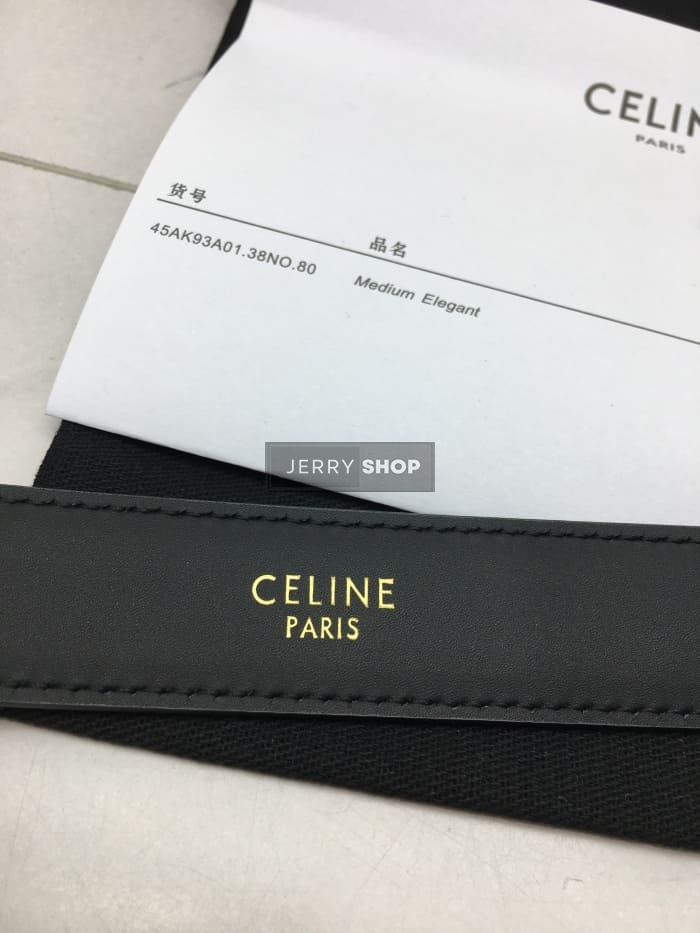 CELIN
PARIS
货号
品名
45AK93A01.38NO.80
Medium Elegant
JERRY SHOP
CELINE
PARIS